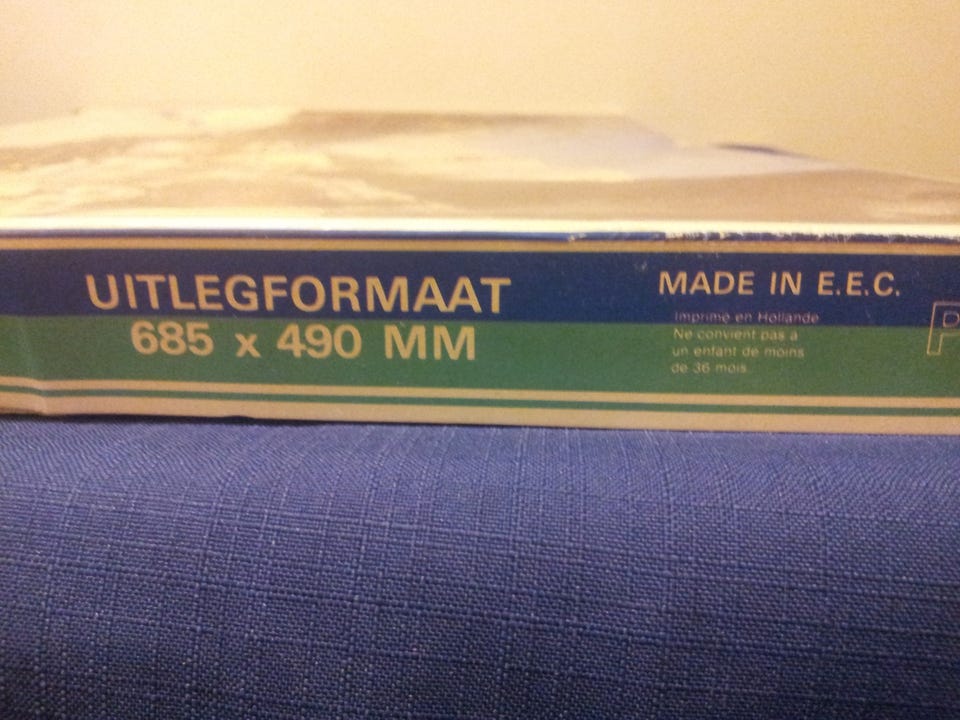 UITLEGFORMAAT
685 x 490 MM
MADE IN E.E.C.
Imprimé en Hollande
Ne convient pas à
un enfant de moins
de 36 mois.
P